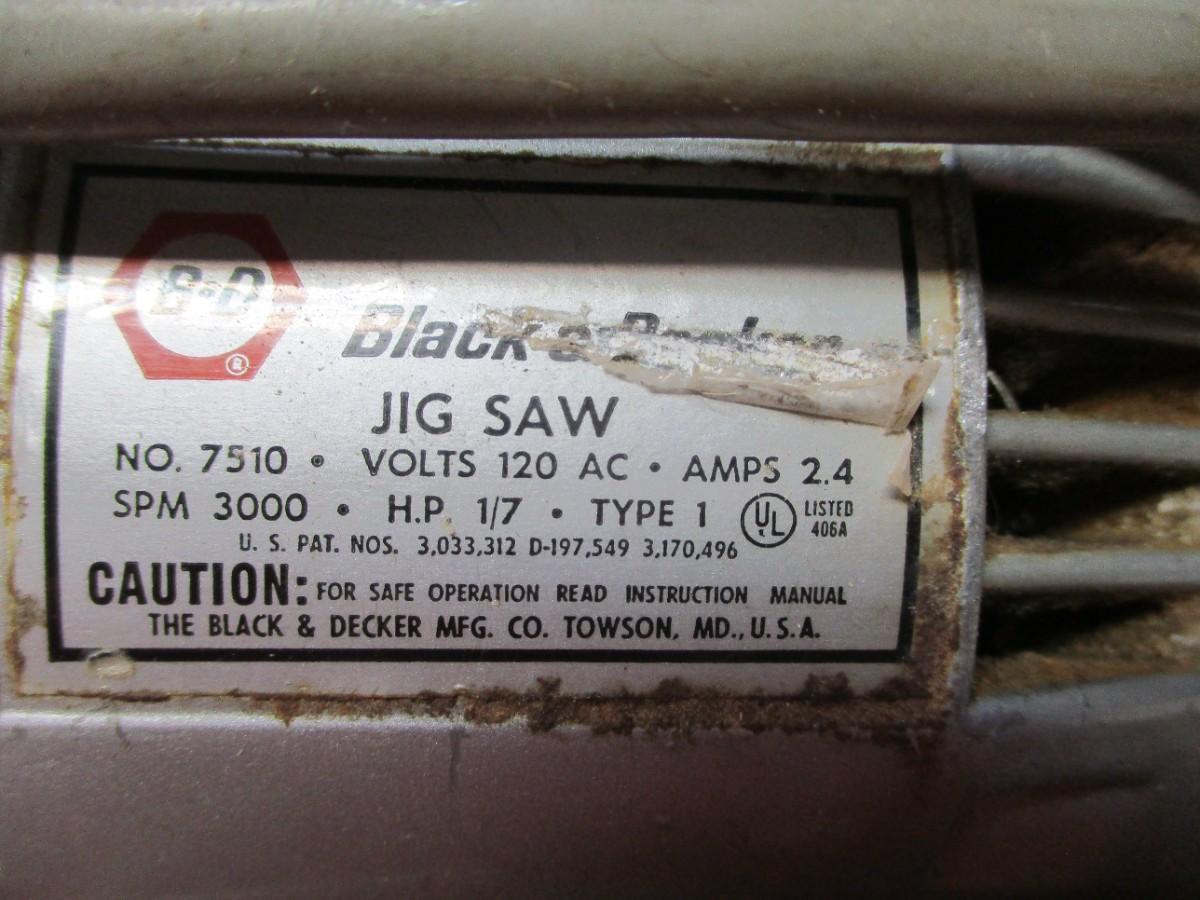 B&D
®
Black & Decker
JIG SAW
NO. 7510 • VOLTS 120 AC • AMPS 2.4
SPM 3000 • H.P. 1/7 • TYPE 1 UL LISTED 406A
U. S. PAT. NOS. 3,033,312 D-197,549 3,170,496
CAUTION: FOR SAFE OPERATION READ INSTRUCTION MANUAL
THE BLACK & DECKER MFG. CO. TOWSON, MD., U.S.A.